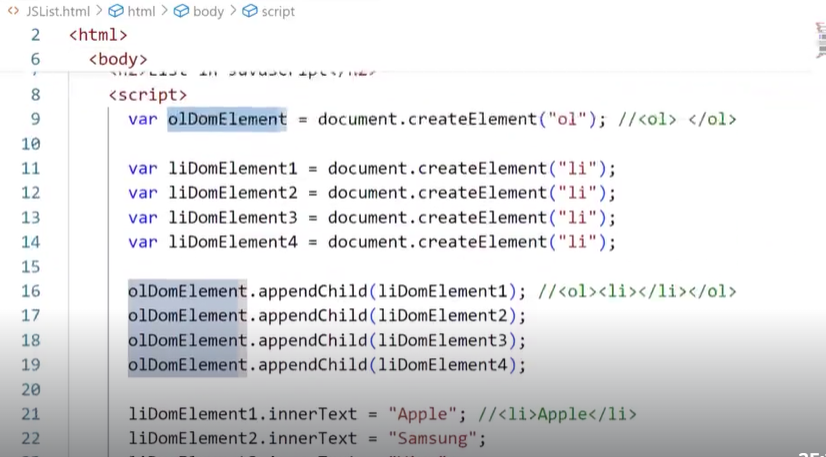 <> JSList.html > html > body > script
2 <html>
6 <body>
8 <script>
9 var olDomElement = document.createElement("ol"); //<ol> </ol>
10
11 var liDomElement1 = document.createElement("li");
12 var liDomElement2 = document.createElement("li");
13 var liDomElement3 = document.createElement("li");
14 var liDomElement4 = document.createElement("li");
15
16 olDomElement.appendChild(liDomElement1); //<ol><li></li></ol>
17 olDomElement.appendChild(liDomElement2);
18 olDomElement.appendChild(liDomElement3);
19 olDomElement.appendChild(liDomElement4);
20
21 liDomElement1.innerText = "Apple"; //<li>Apple</li>
22 liDomElement2.innerText = "Samsung";